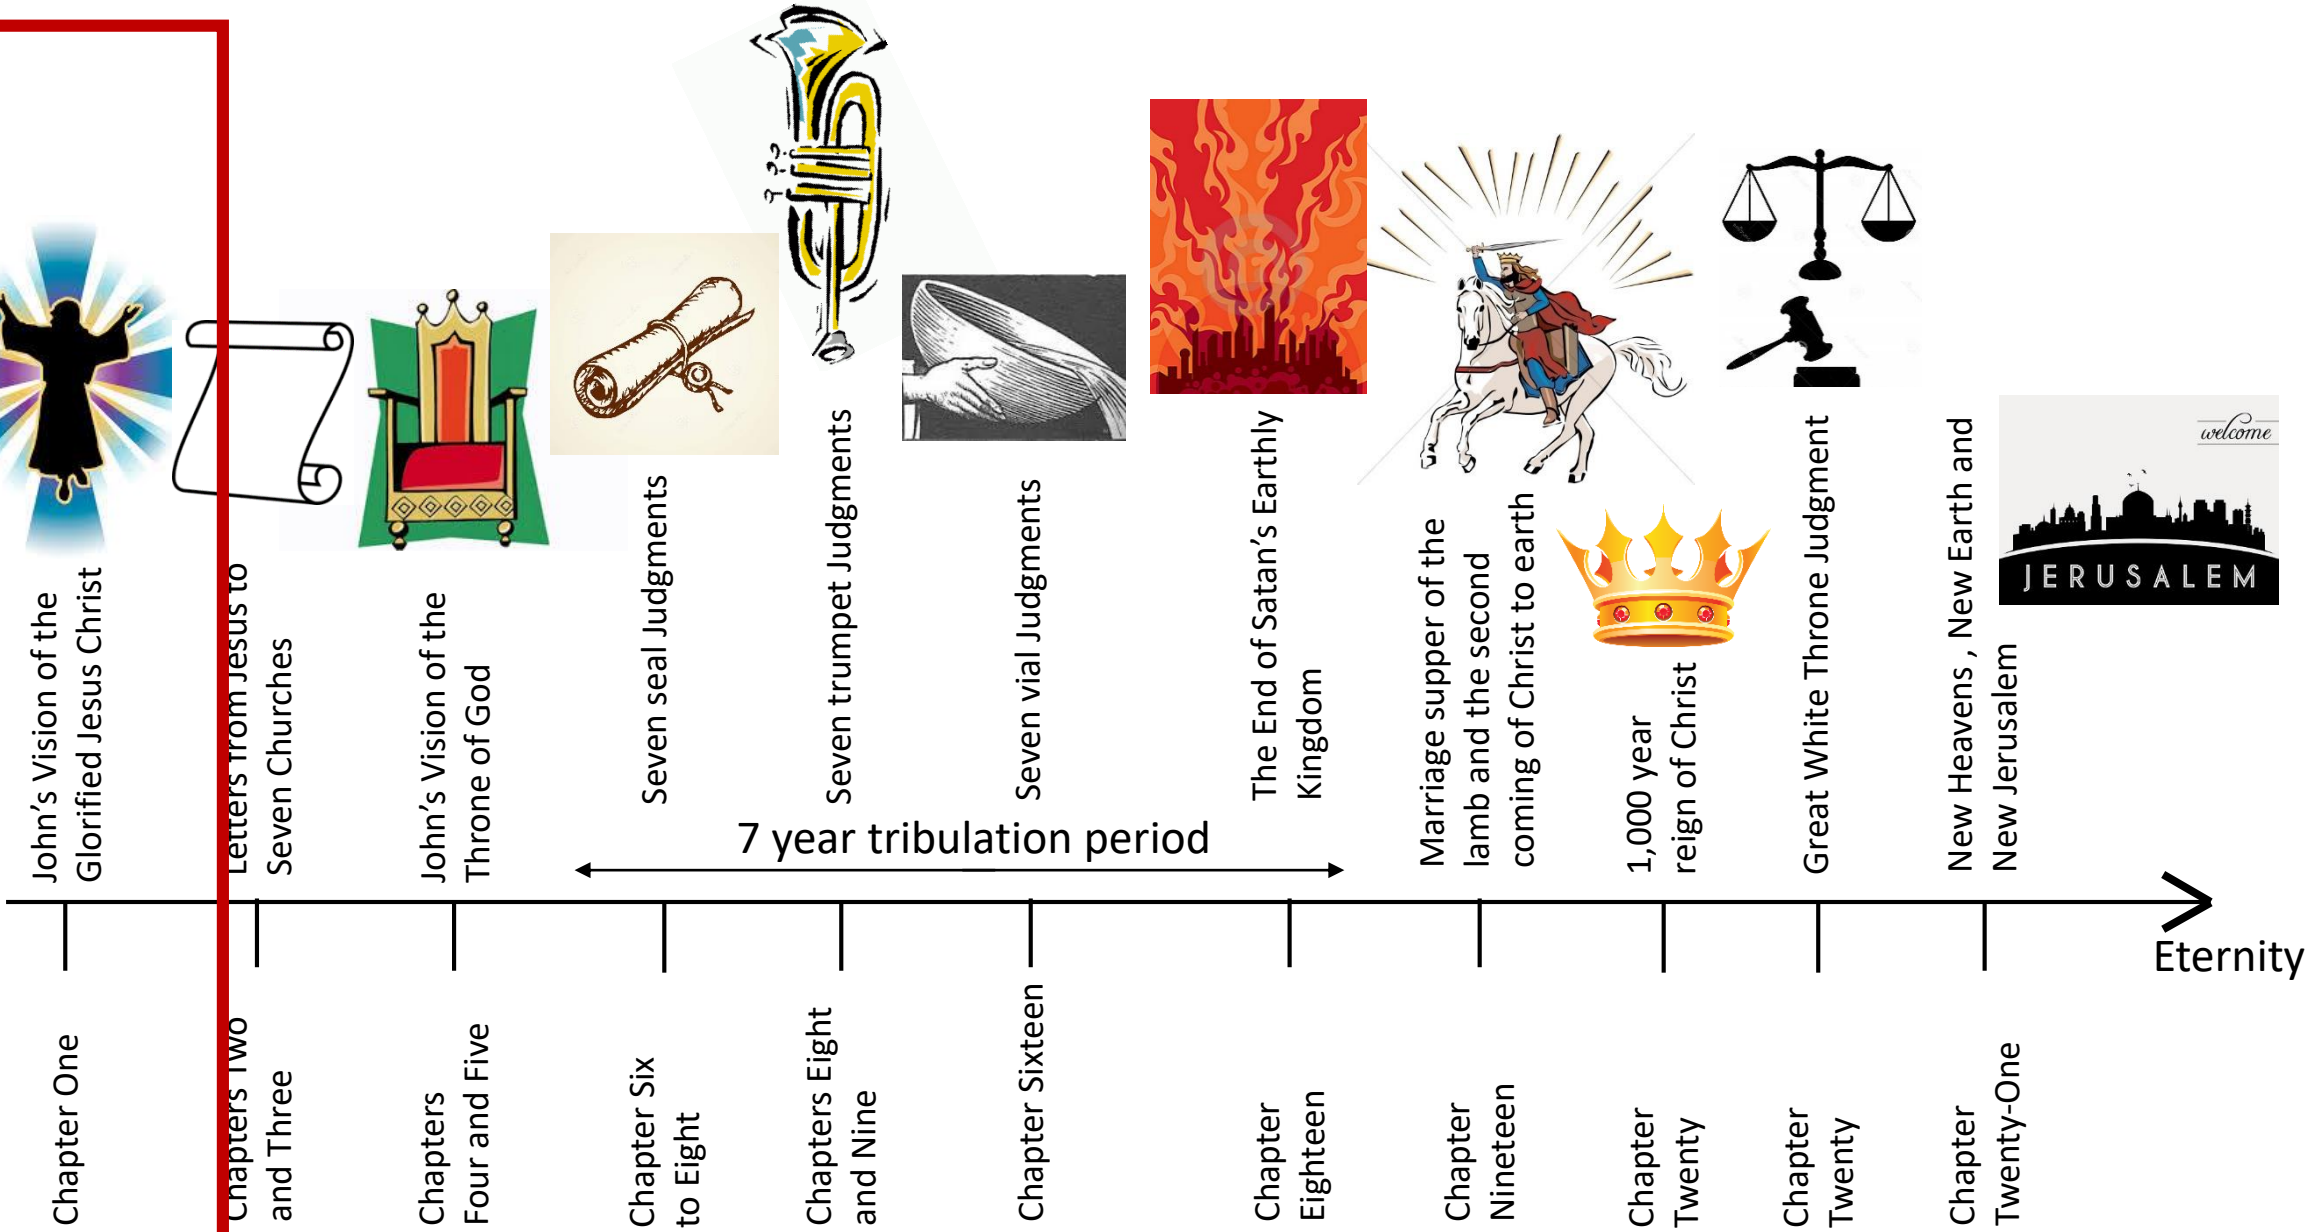 welcome
JERUSALEM
John's Vision of the
Glorified Jesus Christ
Letters from Jesus to
Seven Churches
John's Vision of the
Throne of God
Seven seal Judgments
Seven trumpet Judgments
Seven vial Judgments
The End of Satan's Earthly
Kingdom
Marriage supper of the
lamb and the second
coming of Christ to earth
1,000 year
reign of Christ
Great White Throne Judgment
New Heavens , New Earth and
New Jerusalem
7 year tribulation period
Eternity
Chapter One
Chapters Two
and Three
Chapters
Four and Five
Chapter Six
to Eight
Chapters Eight
and Nine
Chapter Sixteen
Chapter
Eighteen
Chapter
Nineteen
Chapter
Twenty
Chapter
Twenty
Chapter
Twenty-One